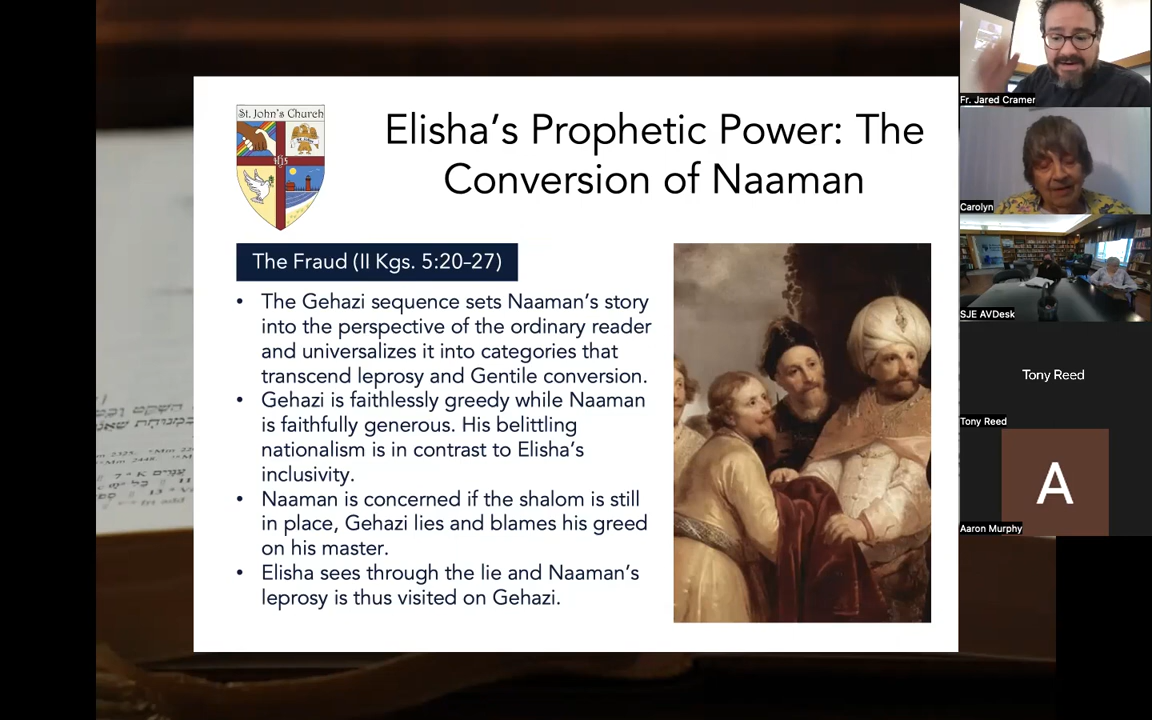 St. John's Church
Elisha's Prophetic Power: The
Conversion of Naaman
The Fraud (II Kgs. 5:20–27)
• The Gehazi sequence sets Naaman's story
into the perspective of the ordinary reader
and universalizes it into categories that
transcend leprosy and Gentile conversion.
• Gehazi is faithlessly greedy while Naaman
is faithfully generous. His belittling
nationalism is in contrast to Elisha's
inclusivity.
• Naaman is concerned if the shalom is still
in place, Gehazi lies and blames his greed
on his master.
• Elisha sees through the lie and Naaman's
leprosy is thus visited on Gehazi.
Fr. Jared Cramer
Carolyn
SJE AVDesk
Tony Reed
Tony Reed
A
Aaron Murphy